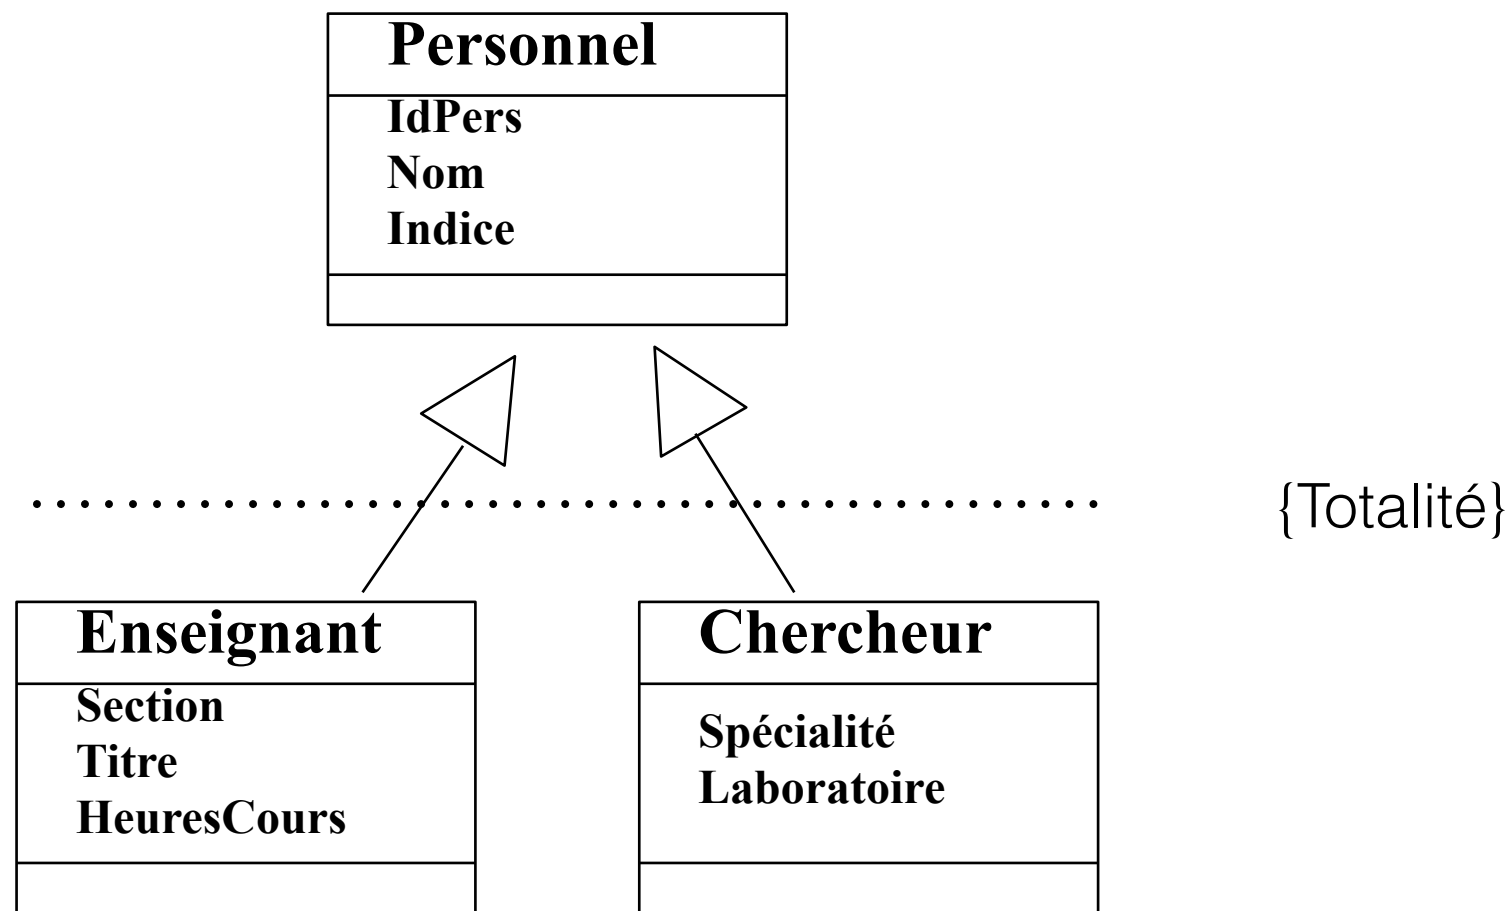 Personnel
IdPers
Nom
Indice
{Totalité}
Enseignant
Section
Titre
HeuresCours
Chercheur
Spécialité
Laboratoire